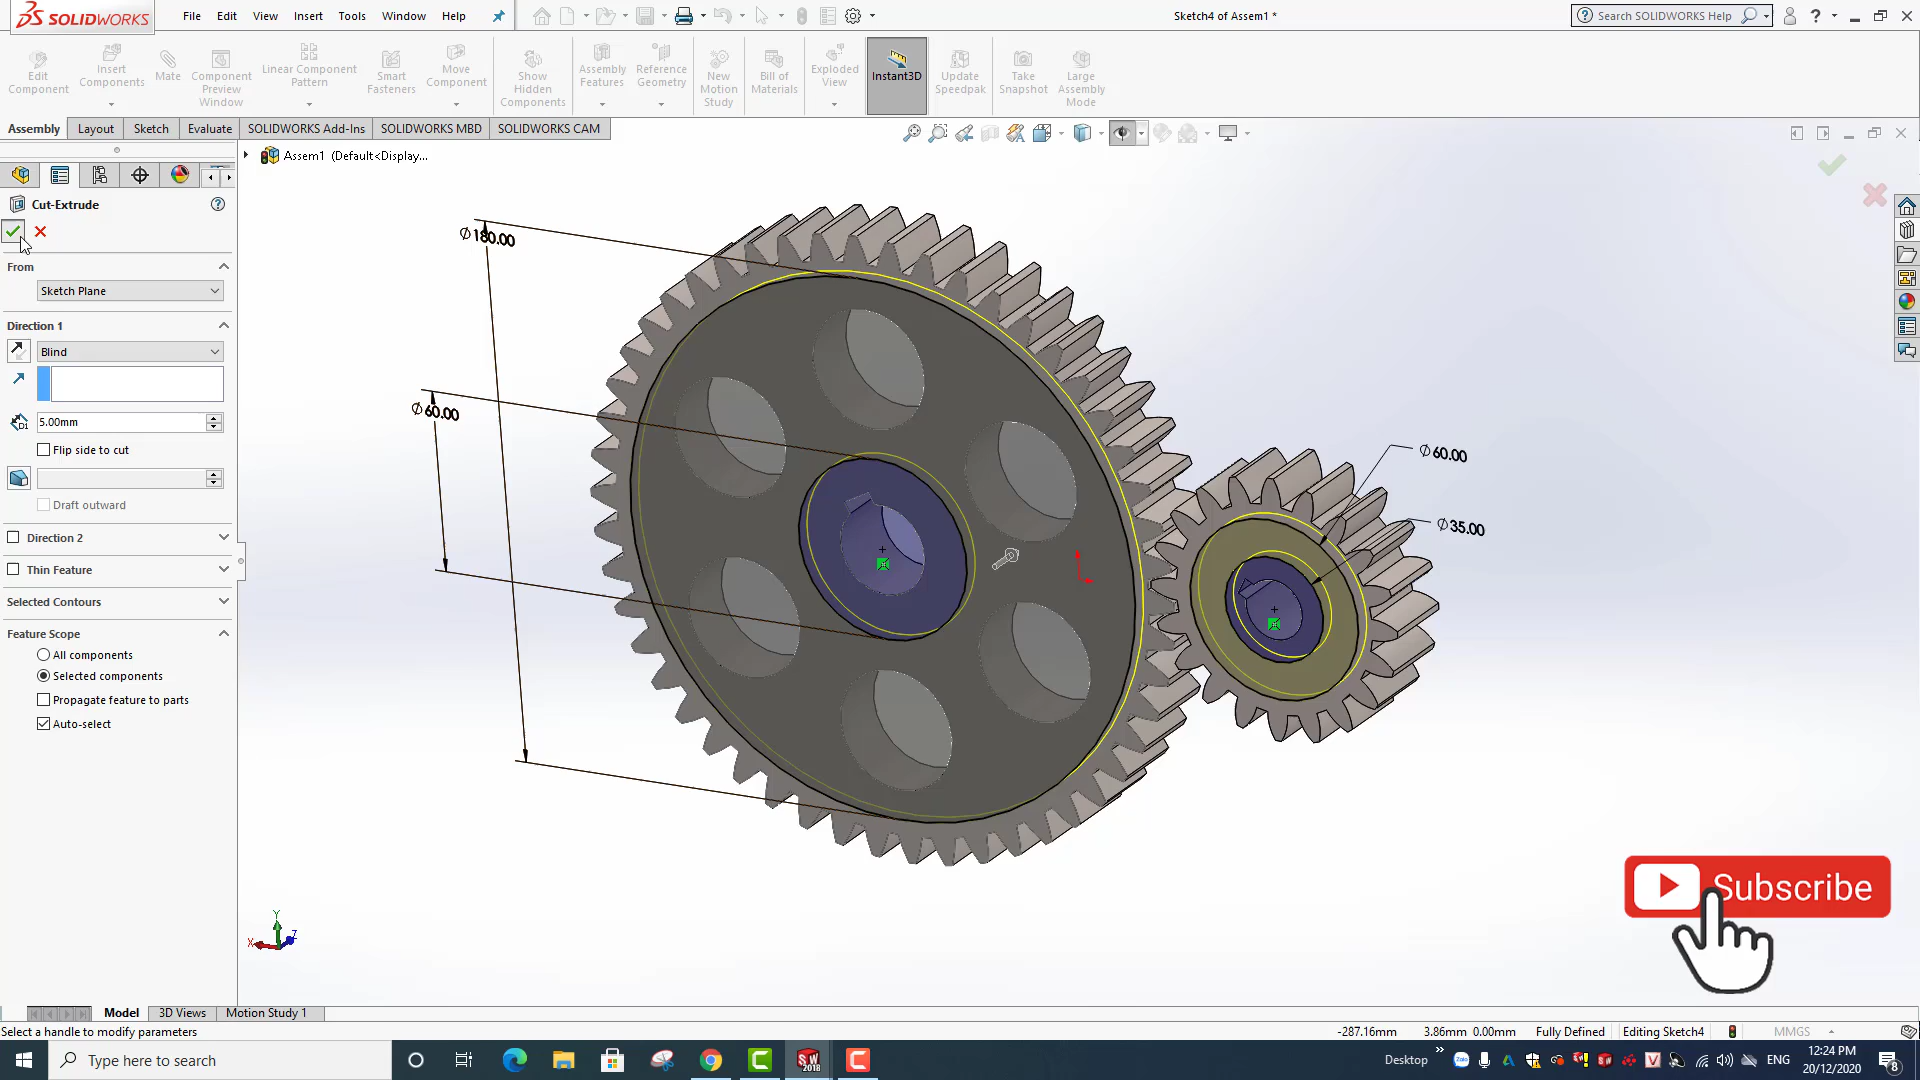 SOLIDWORKS
File
Edit
View
Insert
Tools
Window
Help
Sketch4 of Assem1 *
Search SOLIDWORKS Help
Edit
Component
Insert
Components
Mate
Component
Preview
Window
Linear Component
Pattern
Smart
Fasteners
Move
Component
Show
Hidden
Components
Assembly
Features
Reference
Geometry
New
Motion
Study
Bill of
Materials
Exploded
View
Instant3D
Update
Speedpak
Take
Snapshot
Large
Assembly
Mode
Assembly
Layout
Sketch
Evaluate
SOLIDWORKS Add-Ins
SOLIDWORKS MBD
SOLIDWORKS CAM
Assem1 (Default<Display...
Cut-Extrude
From
Sketch Plane
Direction 1
Blind
5.00mm
Flip side to cut
Draft outward
Direction 2
Thin Feature
Selected Contours
Feature Scope
All components
Selected components
Propagate feature to parts
Auto-select
∅180.00
∅60.00
∅60.00
∅35.00
Y
X
Z
Subscribe
Model
3D Views
Motion Study 1
Select a handle to modify parameters
-287.16mm
3.86mm
0.00mm
Fully Defined
Editing Sketch4
MMGS
Type here to search
Desktop
ENG
12:24 PM
20/12/2020
8